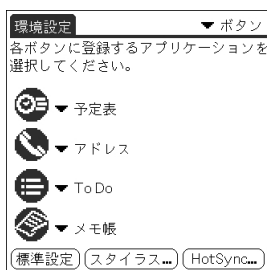 環境設定
ボタン
各ボタンに登録するアプリケーションを
選択してください。
予定表
アドレス
To Do
メモ帳
標準設定 スタイラス... HotSync...